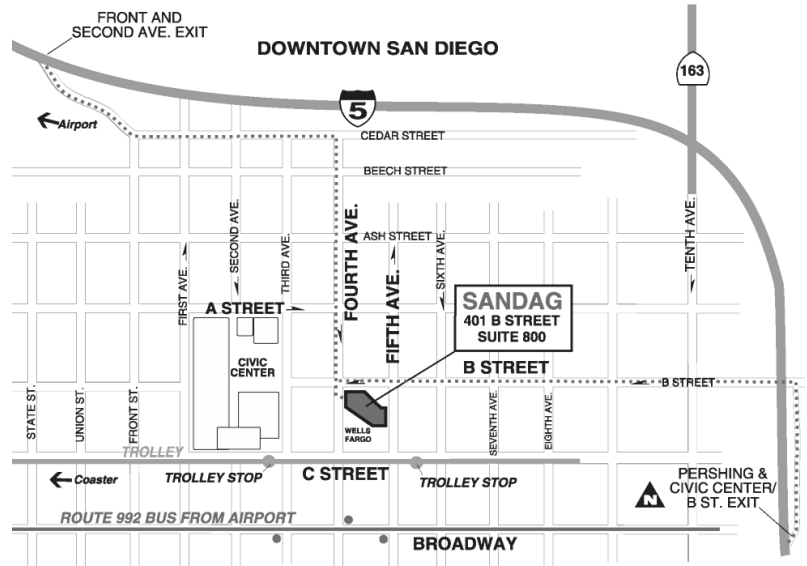 FRONT AND
SECOND AVE. EXIT
DOWNTOWN SAN DIEGO
163
5
Airport
CEDAR STREET
BEECH STREET
ASH STREET
FIRST AVE.
SECOND AVE.
THIRD AVE.
FOURTH AVE.
FIFTH AVE.
SIXTH AVE.
TENTH AVE.
A STREET
SANDAG
401 B STREET
SUITE 800
CIVIC
CENTER
B STREET
B STREET
STATE ST.
UNION ST.
FRONT ST.
WELLS
FARGO
SEVENTH AVE.
EIGHTH AVE.
TROLLEY
Coaster
TROLLEY STOP
C STREET
TROLLEY STOP
N
PERSHING &
CIVIC CENTER/
B ST. EXIT
ROUTE 992 BUS FROM AIRPORT
BROADWAY